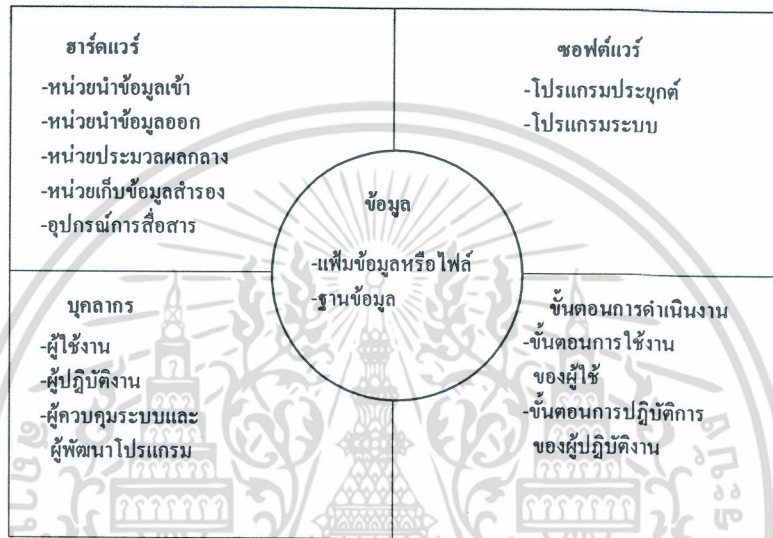 ฮาร์ดแวร์
-หน่วยนำข้อมูลเข้า
-หน่วยนำข้อมูลออก
-หน่วยประมวลผลกลาง
-หน่วยเก็บข้อมูลสำรอง
-อุปกรณ์การสื่อสาร
ซอฟต์แวร์
-โปรแกรมประยุกต์
-โปรแกรมระบบ
ข้อมูล
-แฟ้มข้อมูลหรือไฟล์
-ฐานข้อมูล
บุคลากร
-ผู้ใช้งาน
-ผู้ปฏิบัติงาน
-ผู้ควบคุมระบบและ
ผู้พัฒนาโปรแกรม
ขั้นตอนการดำเนินงาน
-ขั้นตอนการใช้งาน
ของผู้ใช้
-ขั้นตอนการปฏิบัติการ
ของผู้ปฏิบัติงาน